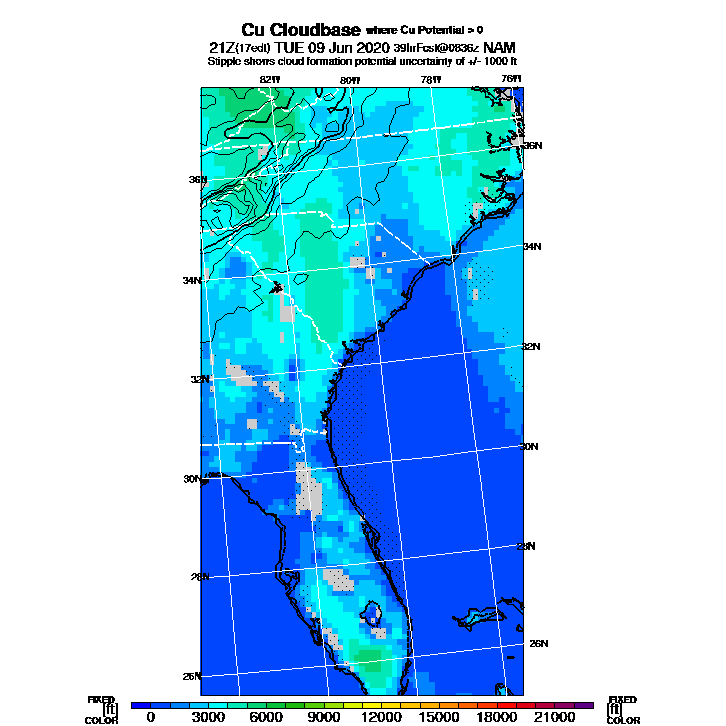 Cu Cloudbase where Cu Potential > 0
21Z(17edt) TUE 09 Jun 2020 39hrFcst@0836z NAM
Stipple shows cloud formation potential uncertainty of +/- 1000 ft
82W 80W 78W 76W
36N
36N
34N
34N
32N
32N
30N
30N
28N
28N
26N
26N
FIXED FIXED
[ft] [ft]
COLOR COLOR
0 3000 6000 9000 12000 15000 18000 21000